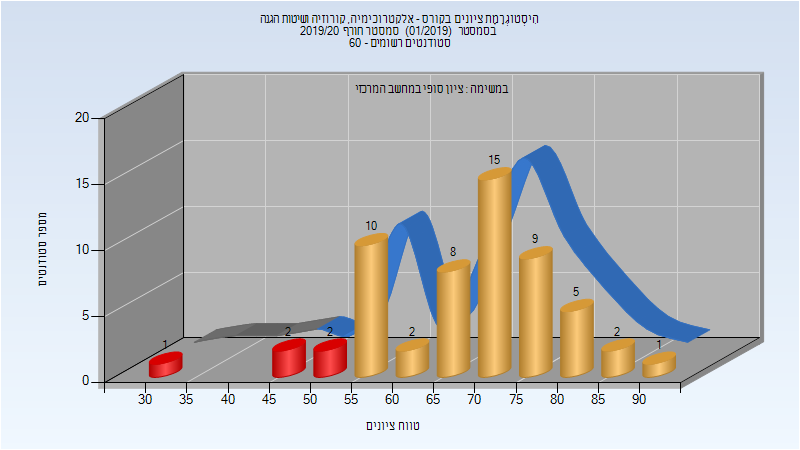 היסטוגרמת ציונים בקורס - אלקטרוכימיה, קורוזיה ושיטות הגנה
בסמסטר (01/2019) סמסטר חורף 2019/20
סטודנטים רשומים - 60
במשימה : ציון סופי במחשב המרכזי
מספר סטודנטים
20
15
10
5
0
1
2
2
10
2
8
15
9
5
2
1
30 35 40 45 50 55 60 65 70 75 80 85 90
טווח ציונים